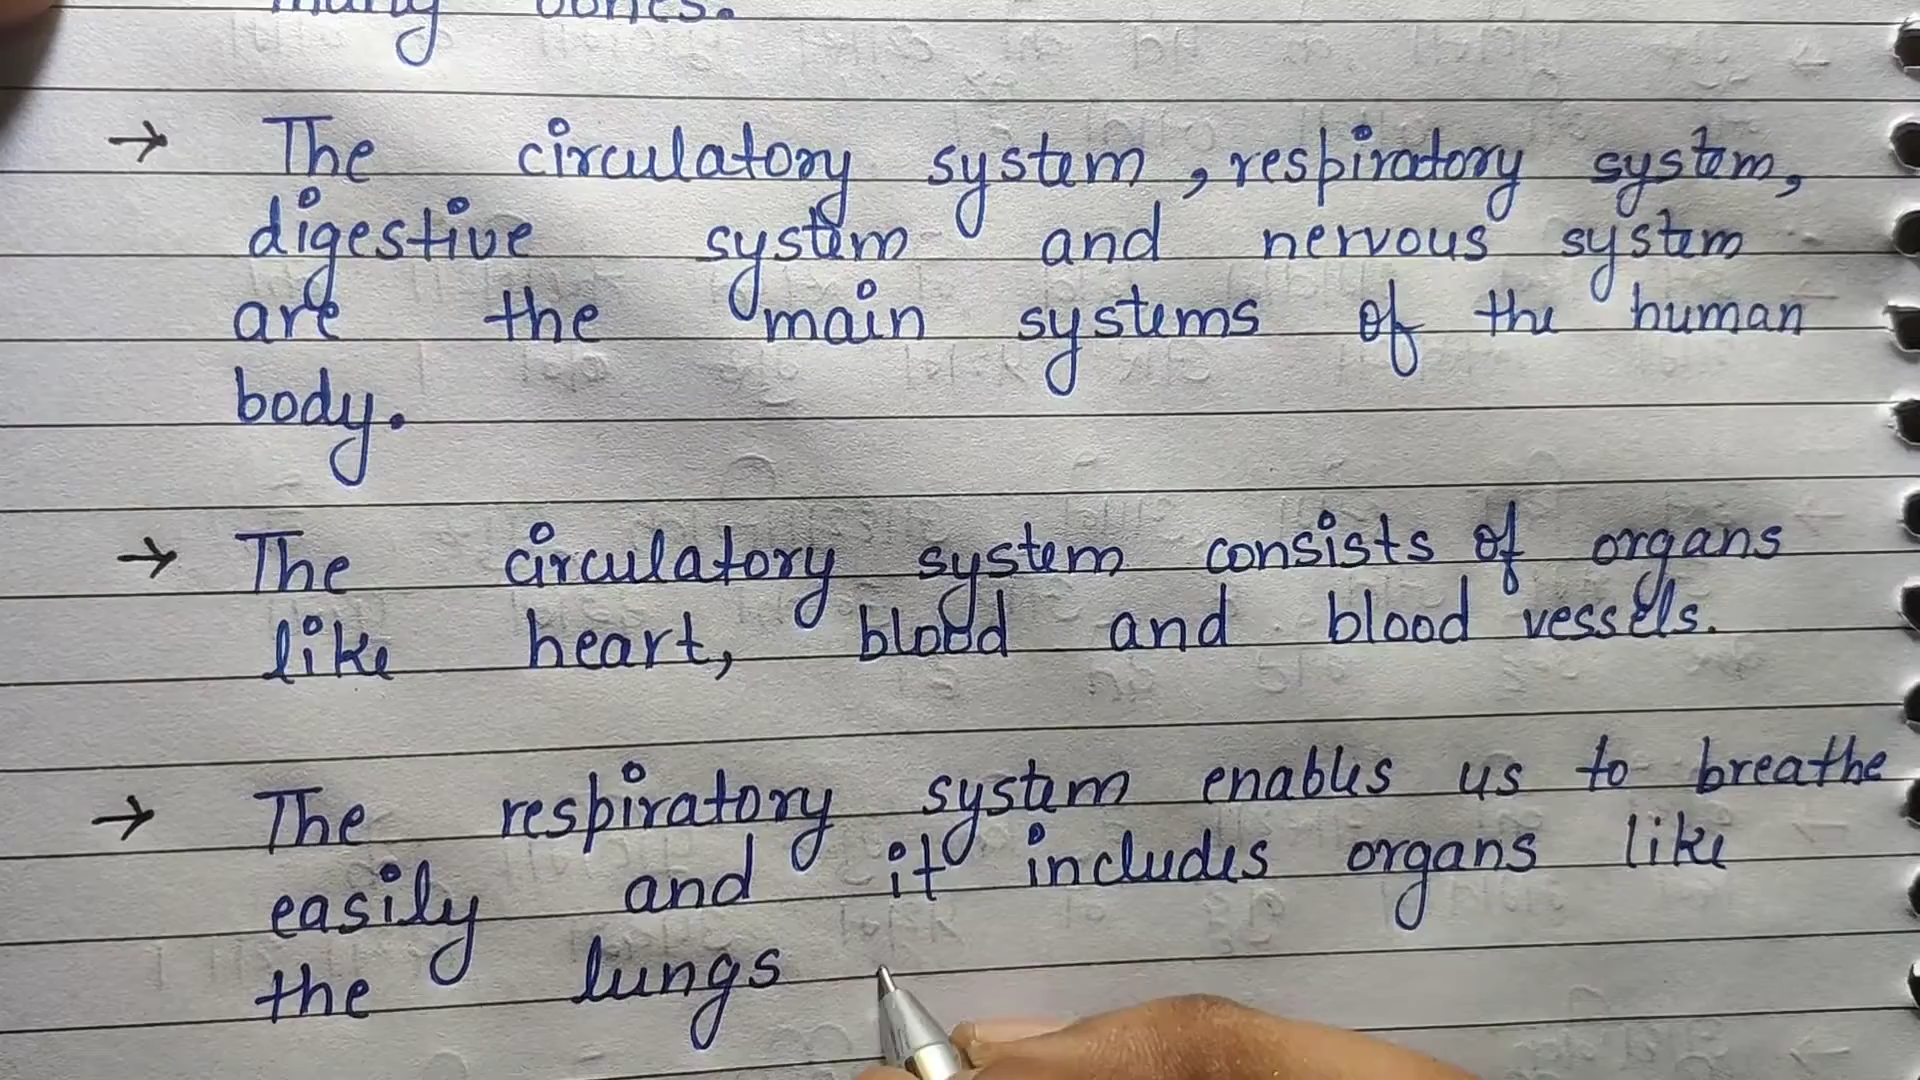 many bones.
→ The circulatory system, respiratory system,
digestive system and nervous system
are the main systems of the human
body.
→ The circulatory system consists of organs
like heart, blood and blood vessels.
→ The respiratory system enables us to breathe
easily and it includes organs like
the lungs